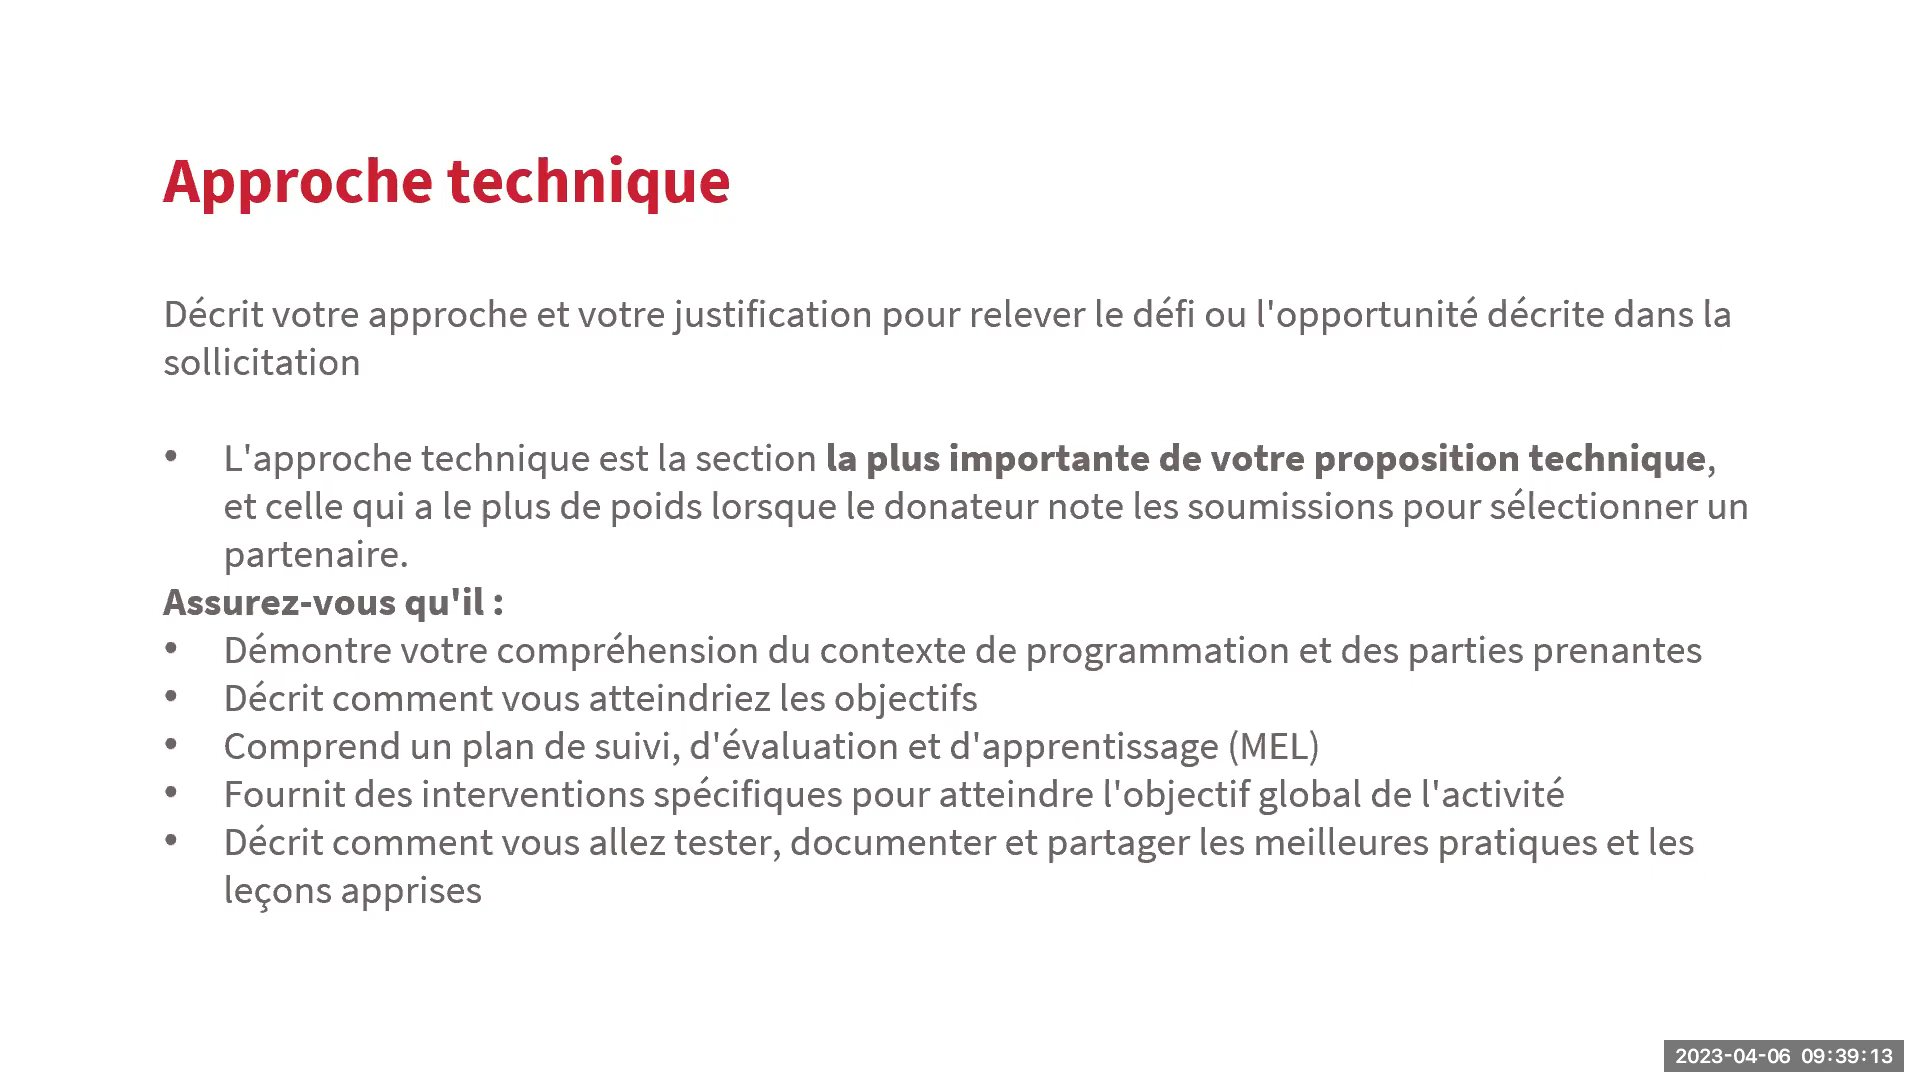 Approche technique
Décrit votre approche et votre justification pour relever le défi ou l'opportunité décrite dans la
sollicitation
• L'approche technique est la section la plus importante de votre proposition technique,
et celle qui a le plus de poids lorsque le donateur note les soumissions pour sélectionner un
partenaire.
Assurez-vous qu'il :
• Démontre votre compréhension du contexte de programmation et des parties prenantes
• Décrit comment vous atteindriez les objectifs
• Comprend un plan de suivi, d'évaluation et d'apprentissage (MEL)
• Fournit des interventions spécifiques pour atteindre l'objectif global de l'activité
• Décrit comment vous allez tester, documenter et partager les meilleures pratiques et les
leçons apprises
2023-04-06 09:39:13